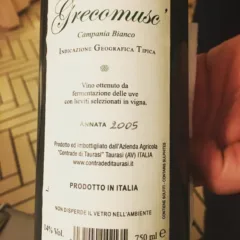 Grecomusc'
Campania Bianco
INDICAZIONE GEOGRAFICA TIPICA
Vino ottenuto da
fermentazione delle uve
con lieviti selezionati in vigna.
ANNATA 2005
Prodotto ed imbottigliato dall'Azienda Agricola
"Contrade di Taurasi" Taurasi (AV) ITALIA
www.contradeditaurasi.it
PRODOTTO IN ITALIA
NON DISPERDE IL VETRO NELL'AMBIENTE
14% Vol.
750 ml e